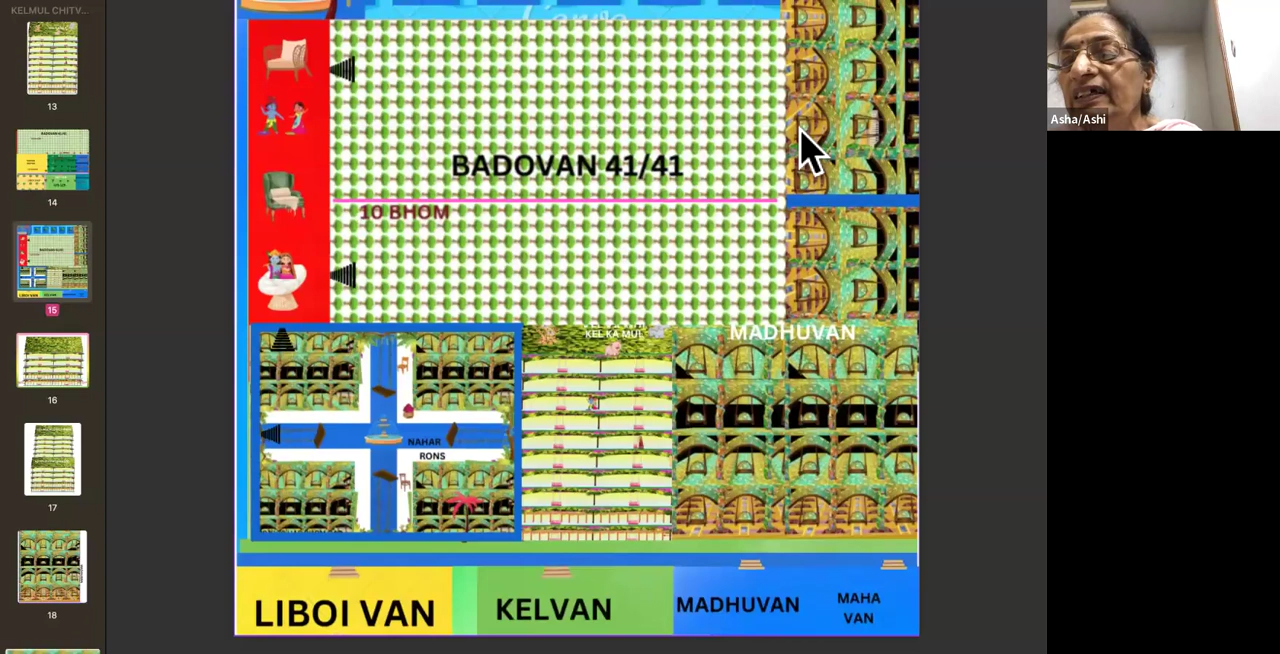 KELMUL CHITV...
13
14
15
16
17
18
Asha/Ashi
BADOVAN 41/41
10 BHOM
KEL KA MUL
MADHUVAN
NAHAR
RONS
LIBOI VAN
KELVAN
MADHUVAN
MAHA
VAN